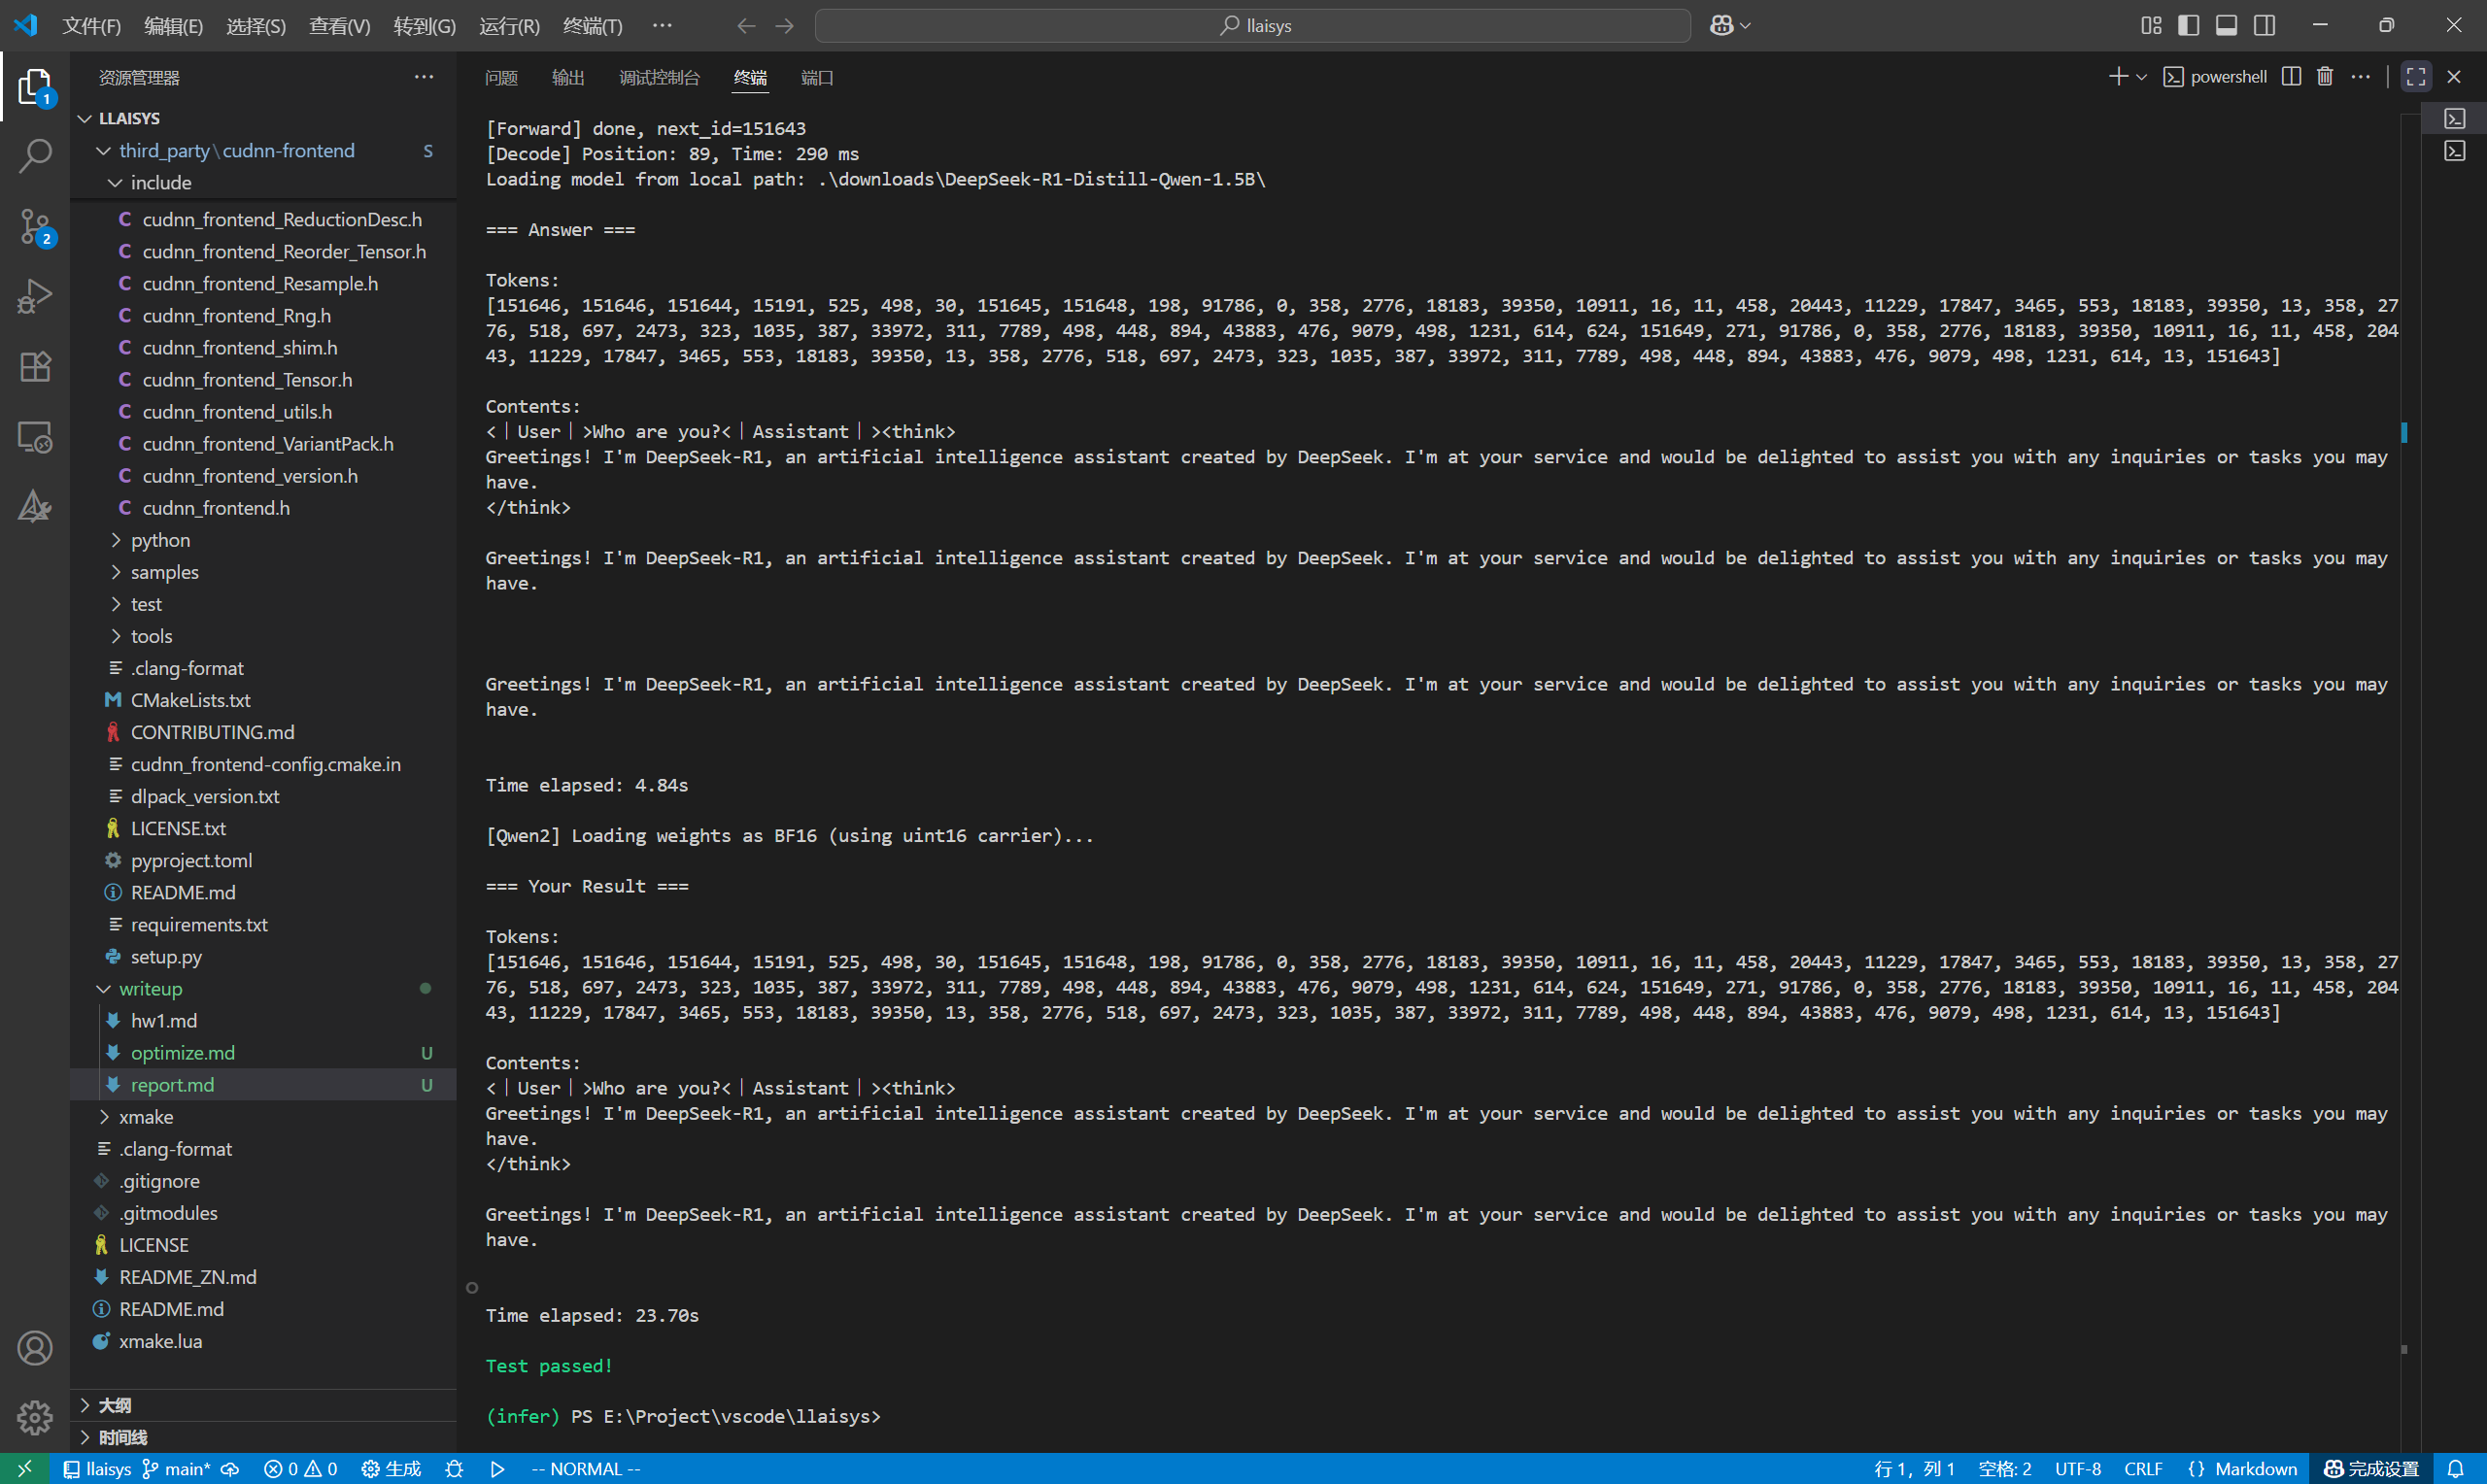 文件(F) 编辑(E) 选择(S) 查看(V) 转到(G) 运行(R) 终端(T) ··· llaisys
资源管理器 ···
LLAISYS
third_party\cudnn-frontend S
include
cudnn_frontend_ReductionDesc.h
cudnn_frontend_Reorder_Tensor.h
cudnn_frontend_Resample.h
cudnn_frontend_Rng.h
cudnn_frontend_shim.h
cudnn_frontend_Tensor.h
cudnn_frontend_utils.h
cudnn_frontend_VariantPack.h
cudnn_frontend_version.h
cudnn_frontend.h
python
samples
test
tools
.clang-format
CMakeLists.txt
CONTRIBUTING.md
cudnn_frontend-config.cmake.in
dlpack_version.txt
LICENSE.txt
pyproject.toml
README.md
requirements.txt
setup.py
writeup
hw1.md
optimize.md U
report.md U
xmake
.clang-format
.gitignore
.gitmodules
LICENSE
README_ZN.md
README.md
xmake.lua
大纲
时间线
1
2
问题 输出 调试控制台 终端 端口 powershell
[Forward] done, next_id=151643
[Decode] Position: 89, Time: 290 ms
Loading model from local path: .\downloads\DeepSeek-R1-Distill-Qwen-1.5B\
=== Answer ===
Tokens:
[151646, 151646, 151644, 15191, 525, 498, 30, 151645, 151648, 198, 91786, 0, 358, 2776, 18183, 39350, 10911, 16, 11, 458, 20443, 11229, 17847, 3465, 553, 18183, 39350, 13, 358, 27
76, 518, 697, 2473, 323, 1035, 387, 33972, 311, 7789, 498, 448, 894, 43883, 476, 9079, 498, 1231, 614, 624, 151649, 271, 91786, 0, 358, 2776, 18183, 39350, 10911, 16, 11, 458, 204
43, 11229, 17847, 3465, 553, 18183, 39350, 13, 358, 2776, 518, 697, 2473, 323, 1035, 387, 33972, 311, 7789, 498, 448, 894, 43883, 476, 9079, 498, 1231, 614, 13, 151643]
Contents:
<｜User｜>Who are you?<｜Assistant｜><think>
Greetings! I'm DeepSeek-R1, an artificial intelligence assistant created by DeepSeek. I'm at your service and would be delighted to assist you with any inquiries or tasks you may
have.
</think>
Greetings! I'm DeepSeek-R1, an artificial intelligence assistant created by DeepSeek. I'm at your service and would be delighted to assist you with any inquiries or tasks you may
have.
Greetings! I'm DeepSeek-R1, an artificial intelligence assistant created by DeepSeek. I'm at your service and would be delighted to assist you with any inquiries or tasks you may
have.
Time elapsed: 4.84s
[Qwen2] Loading weights as BF16 (using uint16 carrier)...
=== Your Result ===
Tokens:
[151646, 151646, 151644, 15191, 525, 498, 30, 151645, 151648, 198, 91786, 0, 358, 2776, 18183, 39350, 10911, 16, 11, 458, 20443, 11229, 17847, 3465, 553, 18183, 39350, 13, 358, 27
76, 518, 697, 2473, 323, 1035, 387, 33972, 311, 7789, 498, 448, 894, 43883, 476, 9079, 498, 1231, 614, 624, 151649, 271, 91786, 0, 358, 2776, 18183, 39350, 10911, 16, 11, 458, 204
43, 11229, 17847, 3465, 553, 18183, 39350, 13, 358, 2776, 518, 697, 2473, 323, 1035, 387, 33972, 311, 7789, 498, 448, 894, 43883, 476, 9079, 498, 1231, 614, 13, 151643]
Contents:
<｜User｜>Who are you?<｜Assistant｜><think>
Greetings! I'm DeepSeek-R1, an artificial intelligence assistant created by DeepSeek. I'm at your service and would be delighted to assist you with any inquiries or tasks you may
have.
</think>
Greetings! I'm DeepSeek-R1, an artificial intelligence assistant created by DeepSeek. I'm at your service and would be delighted to assist you with any inquiries or tasks you may
have.
Time elapsed: 23.70s
Test passed!
(infer) PS E:\Project\vscode\llaisys>
llaisys main* 0 0 生成 -- NORMAL -- 行 1，列 1 空格: 2 UTF-8 CRLF {} Markdown 完成设置